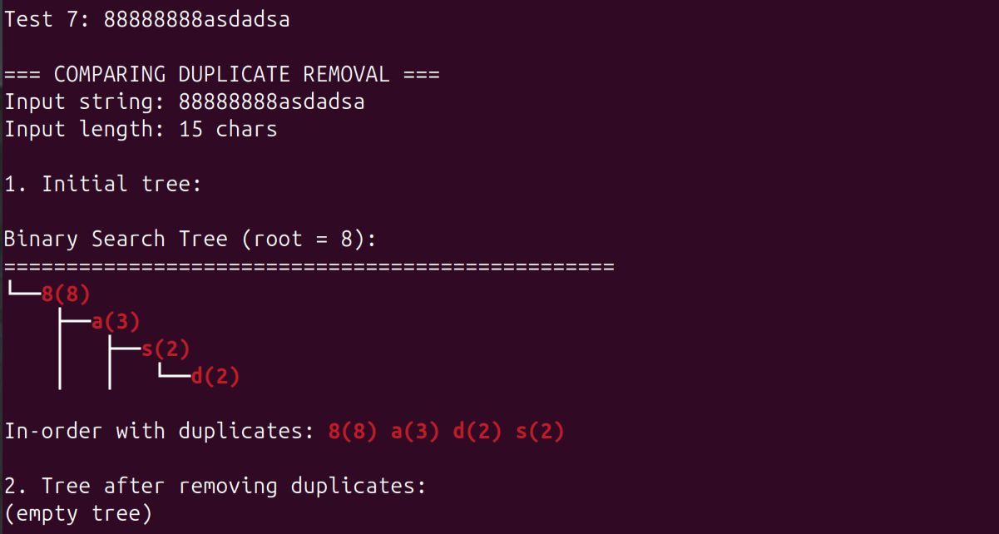 Test 7: 88888888asdadsa
=== COMPARING DUPLICATE REMOVAL ===
Input string: 88888888asdadsa
Input length: 15 chars
1. Initial tree:
Binary Search Tree (root = 8):
=================================================
└──8(8)
├──a(3)
├──s(2)
└──d(2)
In-order with duplicates: 8(8) a(3) d(2) s(2)
2. Tree after removing duplicates:
(empty tree)